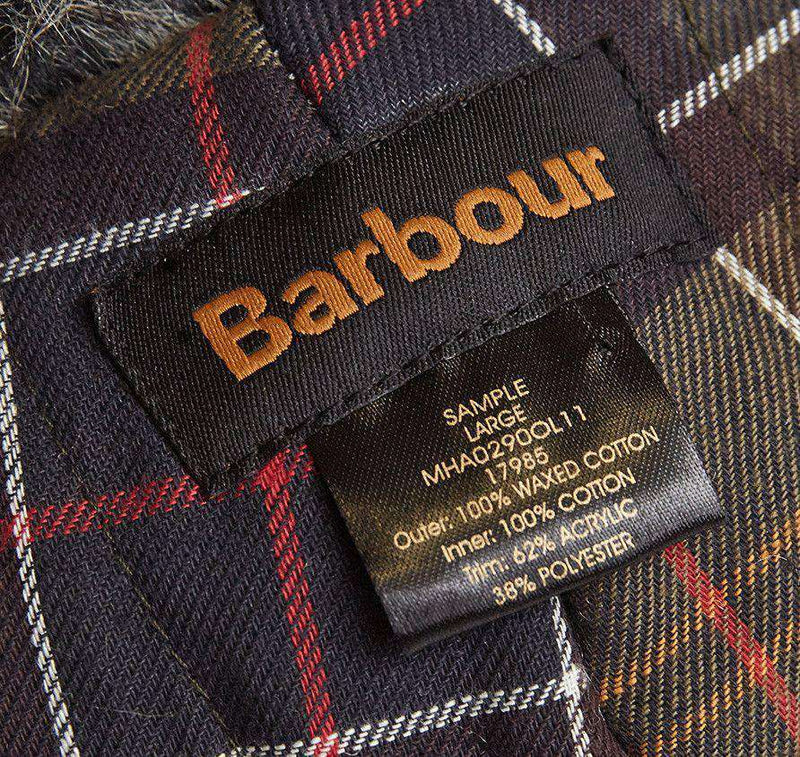 Barbour
SAMPLE
LARGE
MHA0290OL11
17985
Outer: 100% WAXED COTTON
Inner: 100% COTTON
Trim: 62% ACRYLIC
38% POLYESTER